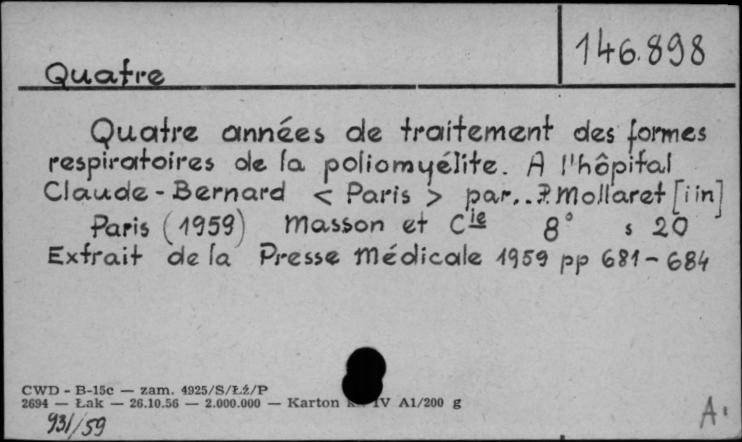 146.898
Quatre
Quatre années de traitement des formes
respiratoires de la poliomyélite. A l'hôpital
Claude-Bernard < Paris > par.. P. Mollaret [i in]
Paris (1959) Masson et Cie 8° s 20
Extrait de la Presse Médicale 1959 pp 681-684
CWD - B-15c — zam. 4925/S/Łź/P
2694 — Łak — 26.10.56 — 2.000.000 — Karton IV A1/200 g
931/59
A.